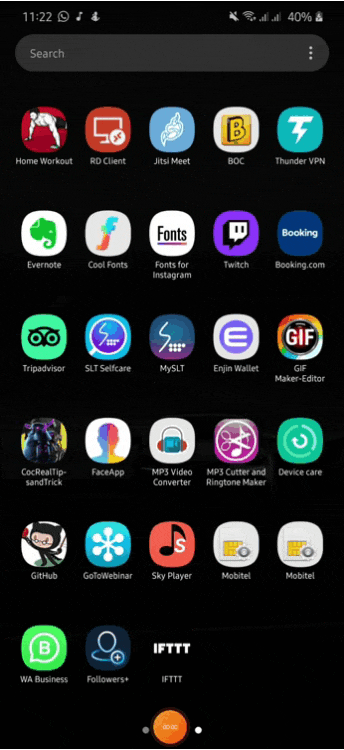 11:22 40%
Search
BOC
Home Workout RD Client Jitsi Meet BOC Thunder VPN
Fonts Booking
Evernote Cool Fonts Fonts for Instagram Twitch Booking.com
GIF
Tripadvisor SLT Selfcare MySLT Enjin Wallet GIF Maker-Editor
CocRealTip-sandTrick FaceApp MP3 Video Converter MP3 Cutter and Ringtone Maker Device care
S
GitHub GoToWebinar Sky Player Mobitel Mobitel
B IFTTT
WA Business Followers+ IFTTT
00:00